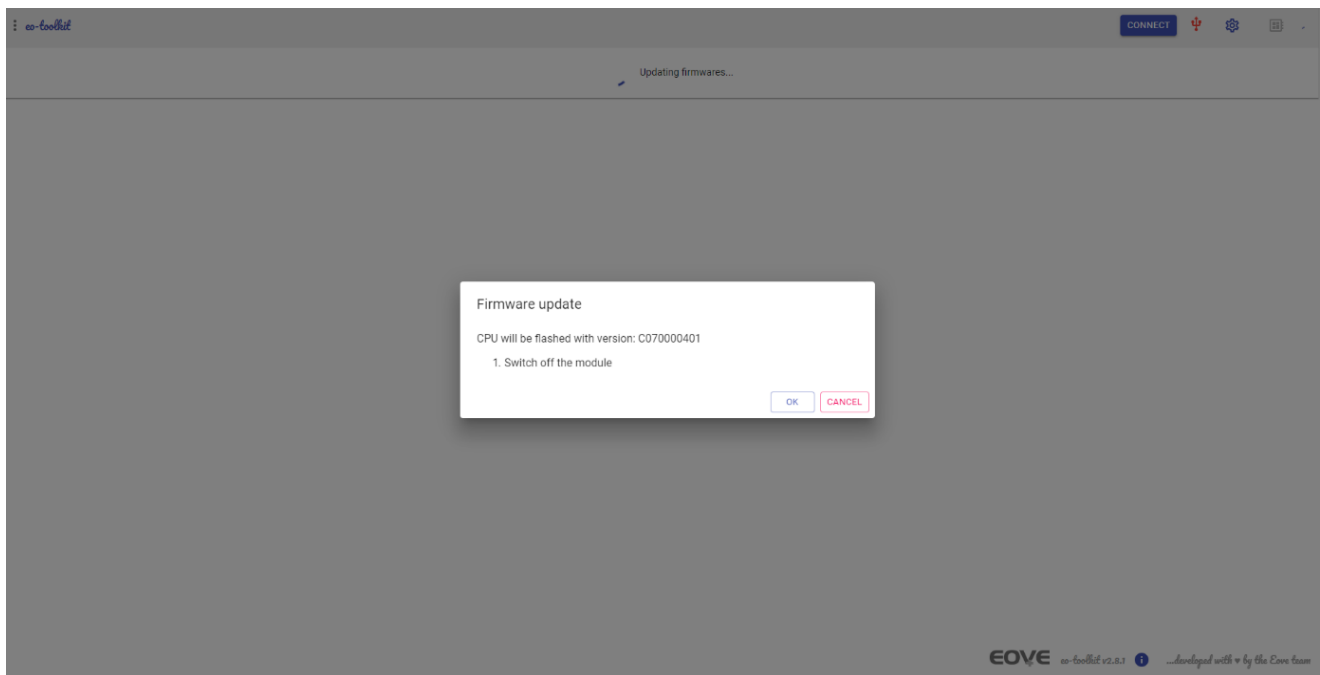 eo-toolkit
CONNECT
Updating firmwares...
Firmware update
CPU will be flashed with version: C070000401
1. Switch off the module
OK
CANCEL
EOVE eo-toolkit v2.8.1 ...developed with ♥ by the Eove team